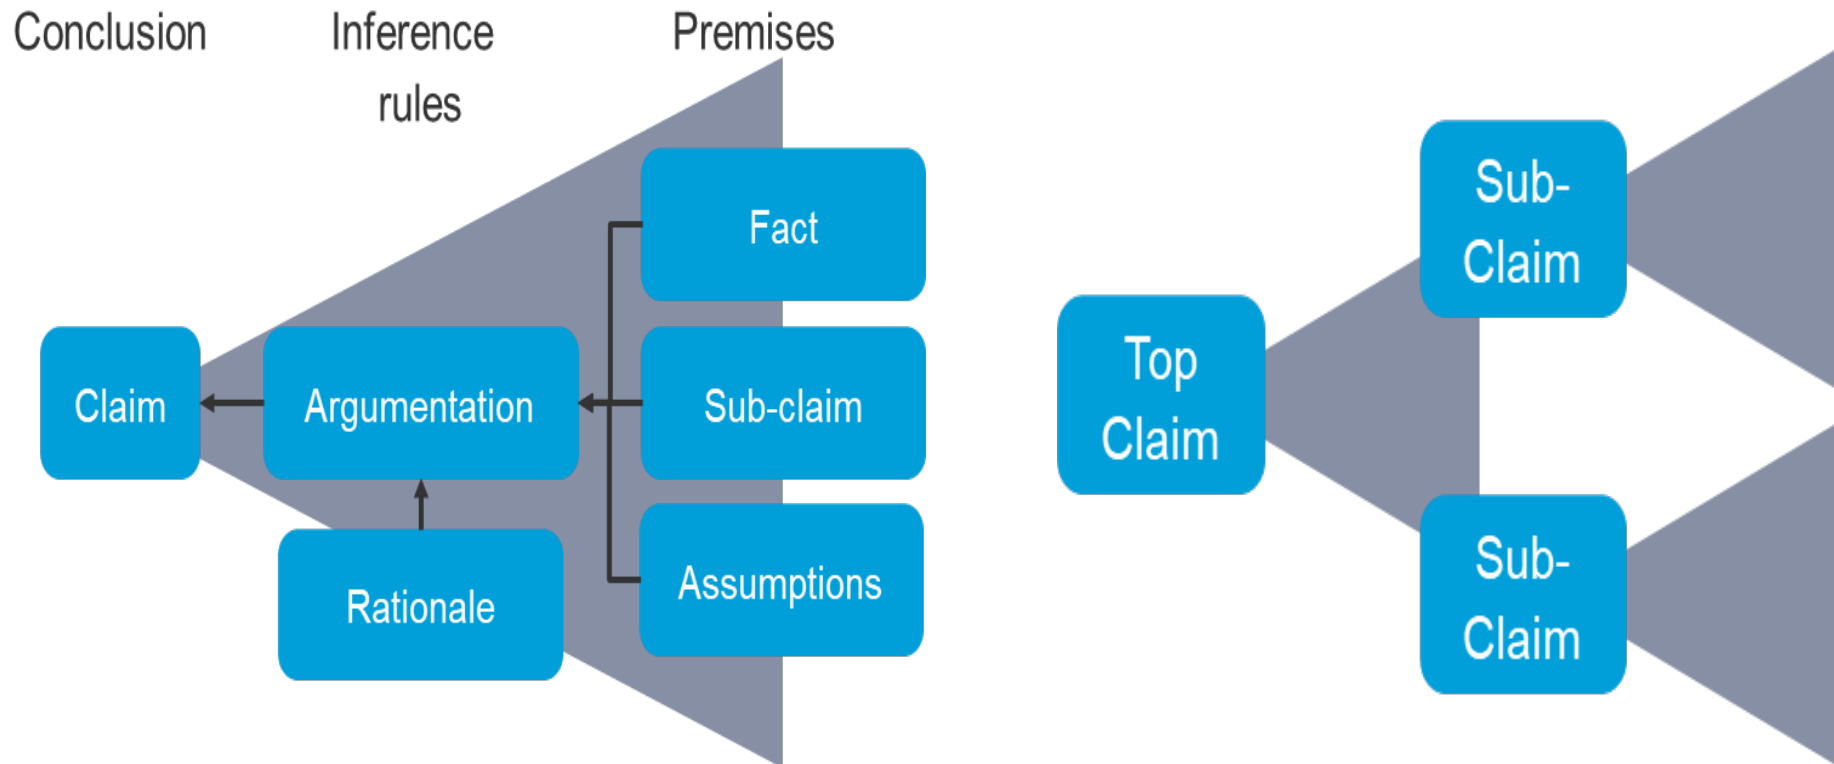 Conclusion
Inference
rules
Premises
Fact
Claim
Argumentation
Sub-claim
Rationale
Assumptions
Top
Claim
Sub-
Claim
Sub-
Claim